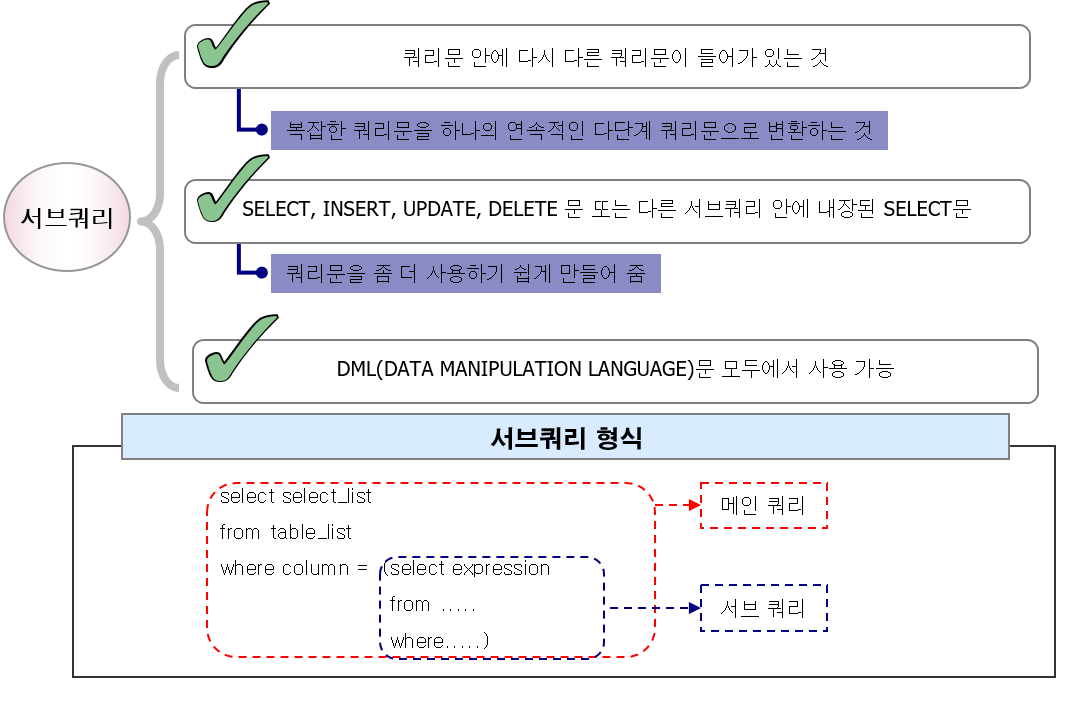 쿼리문 안에 다시 다른 쿼리문이 들어가 있는 것
복잡한 쿼리문을 하나의 연속적인 다단계 쿼리문으로 변환하는 것
서브쿼리
SELECT, INSERT, UPDATE, DELETE 문 또는 다른 서브쿼리 안에 내장된 SELECT문
쿼리문을 좀 더 사용하기 쉽게 만들어 줌
DML(DATA MANIPULATION LANGUAGE)문 모두에서 사용 가능
서브쿼리 형식
select select_list
메인 쿼리
from table_list
where column = (select expression
from .....
서브 쿼리
where.....)